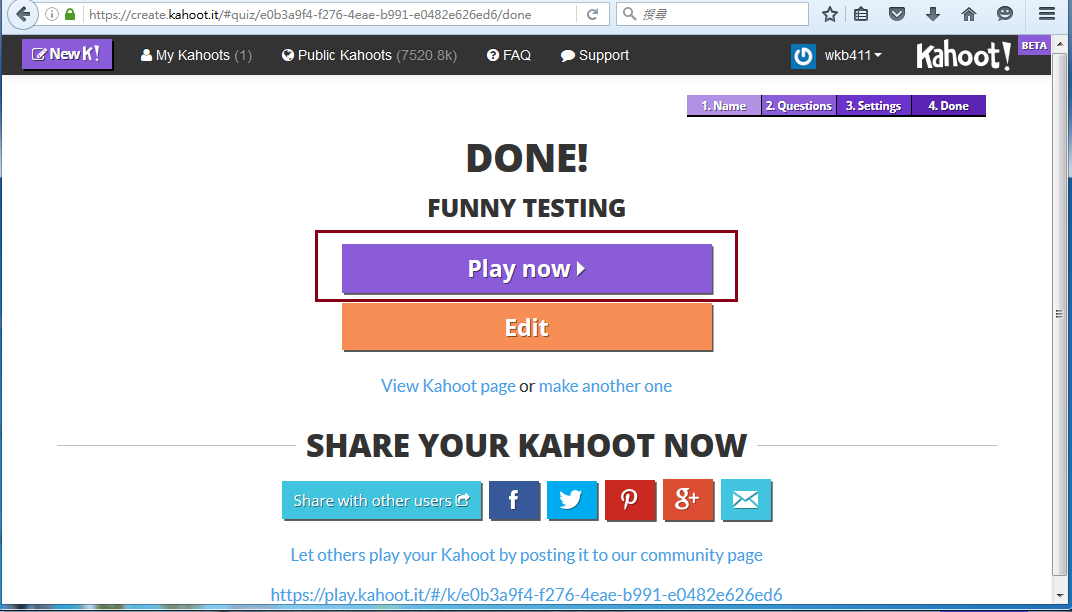 https://create.kahoot.it/#quiz/e0b3a9f4-f276-4eae-b991-e0482e626ed6/done
搜尋
New K!
My Kahoots (1)
Public Kahoots (7520.8k)
FAQ
Support
wkb411
Kahoot!
BETA
1. Name
2. Questions
3. Settings
4. Done
DONE!
FUNNY TESTING
Play now
Edit
View Kahoot page or make another one
SHARE YOUR KAHOOT NOW
Share with other users
Let others play your Kahoot by posting it to our community page
https://play.kahoot.it/#/k/e0b3a9f4-f276-4eae-b991-e0482e626ed6